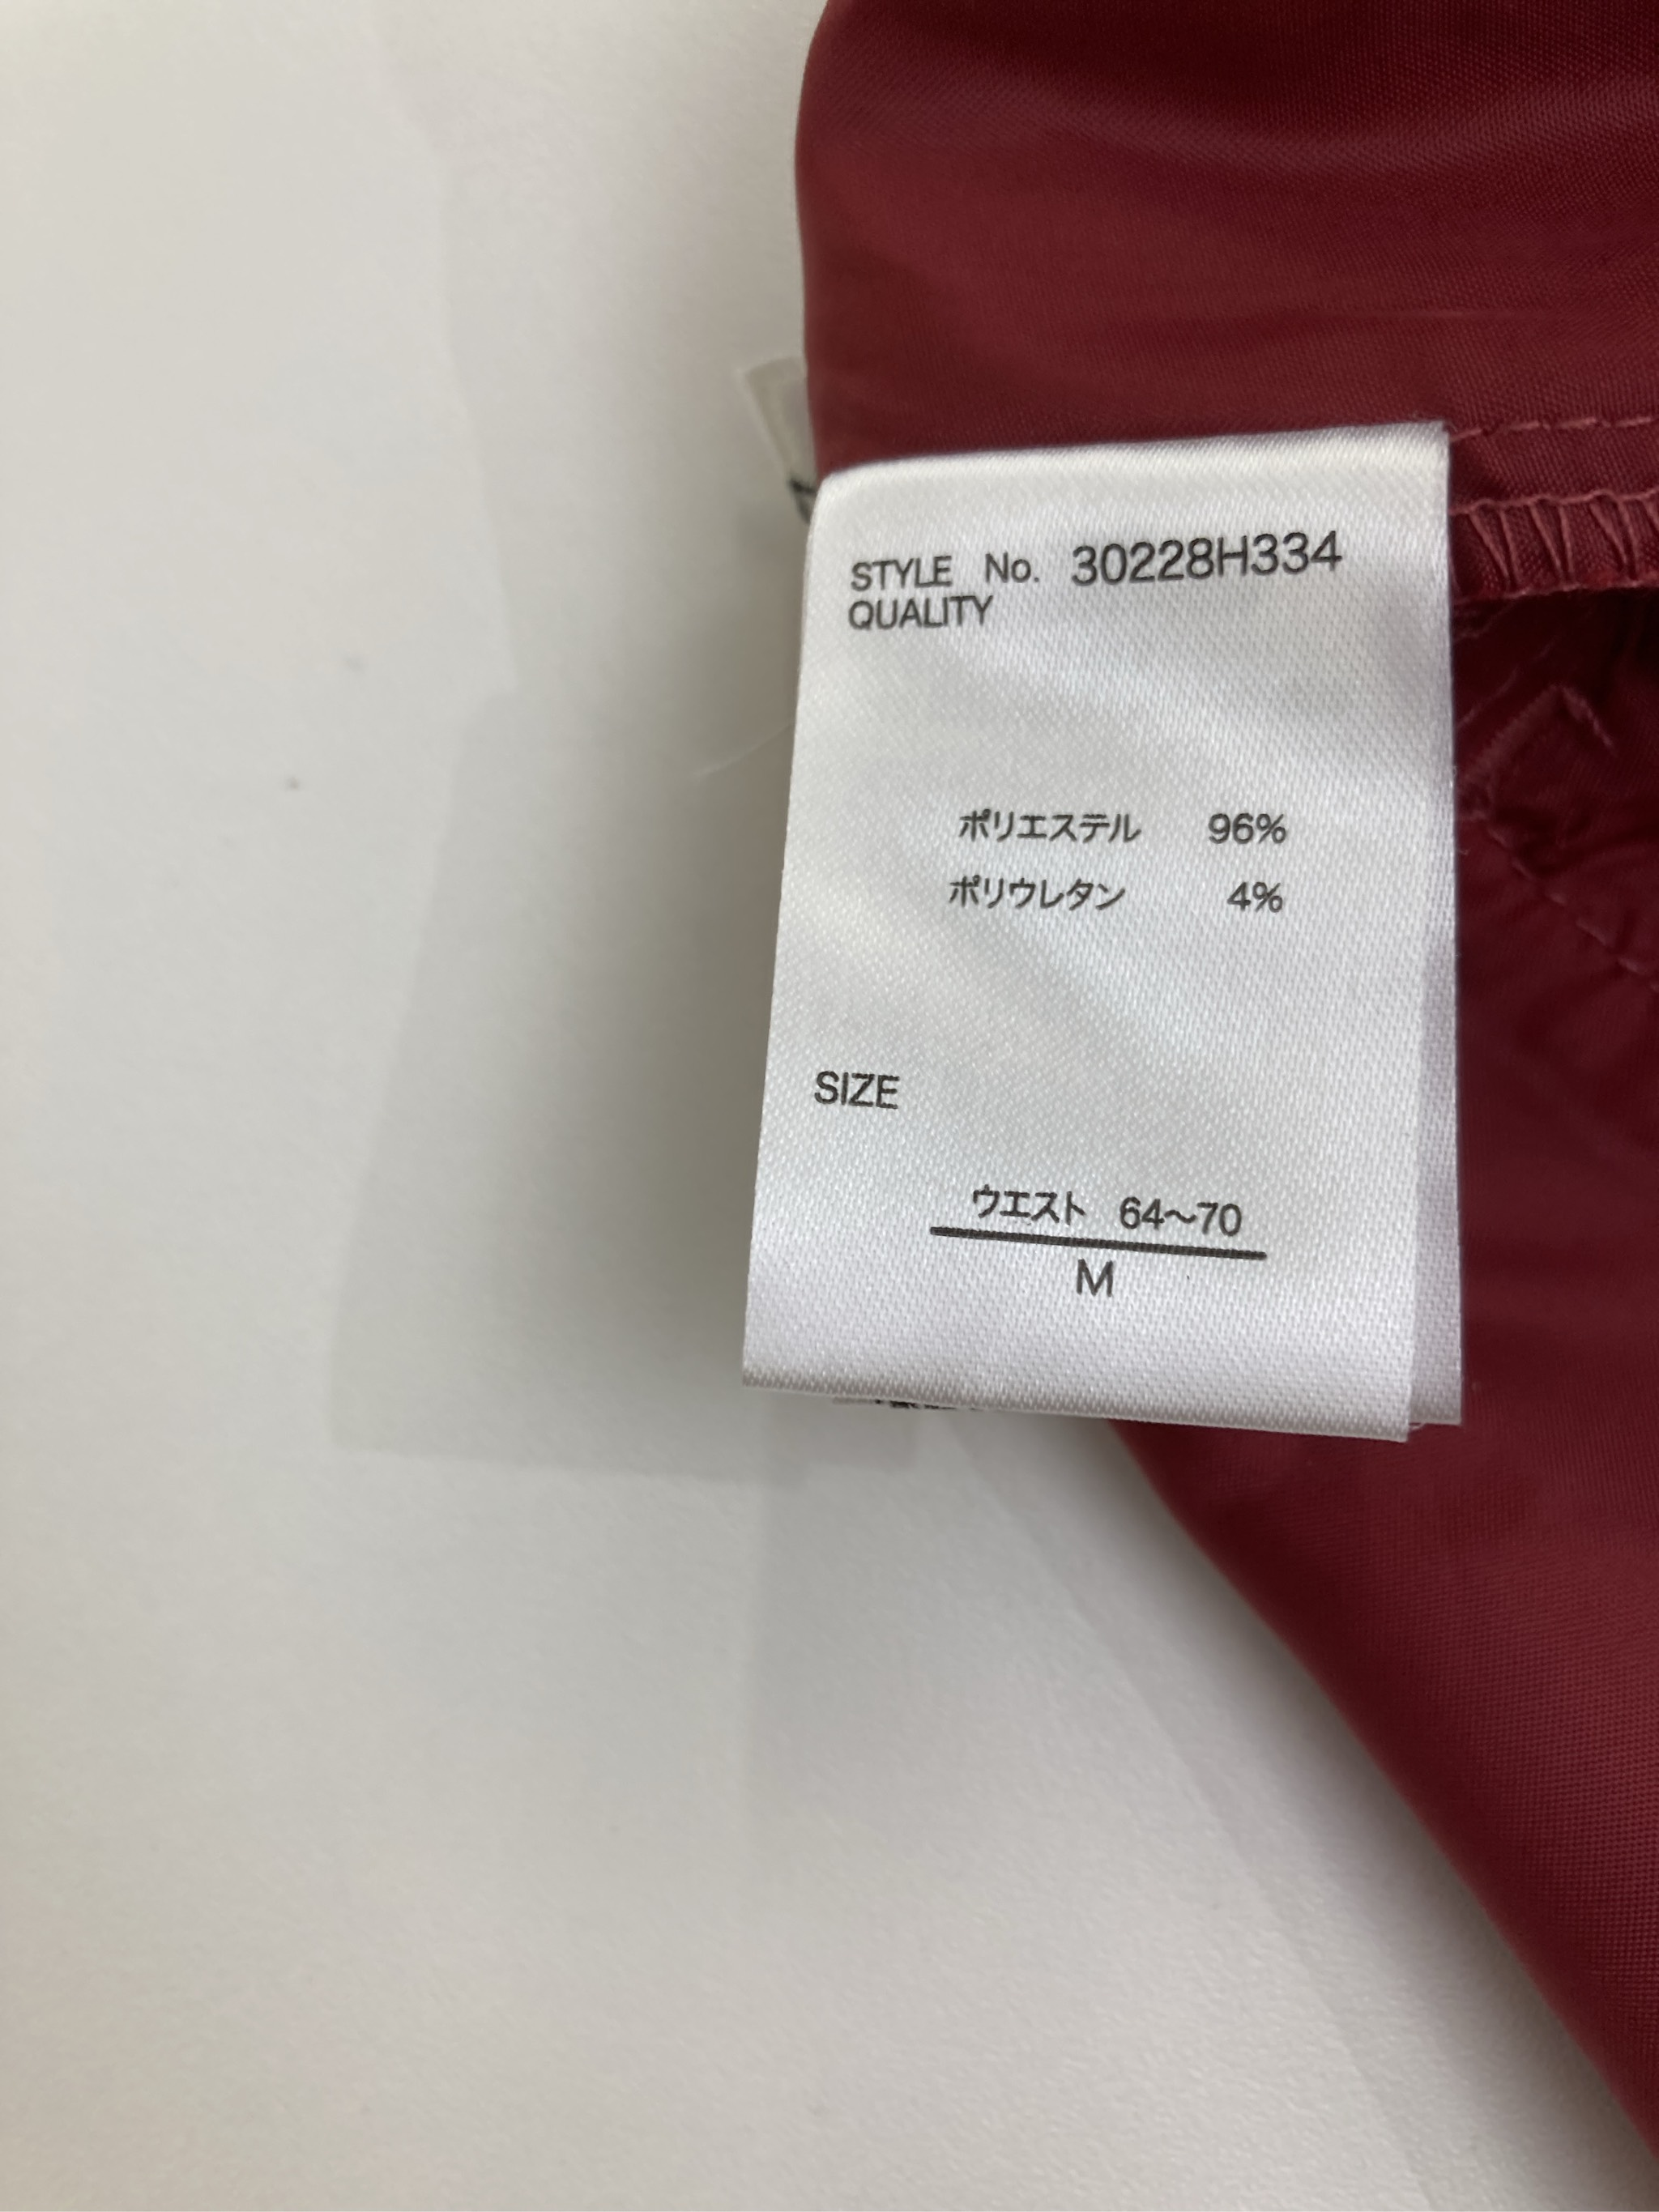 STYLE No. 30228H334
QUALITY
ポリエステル 96%
ポリウレタン 4%
SIZE
ウエスト 64～70
M